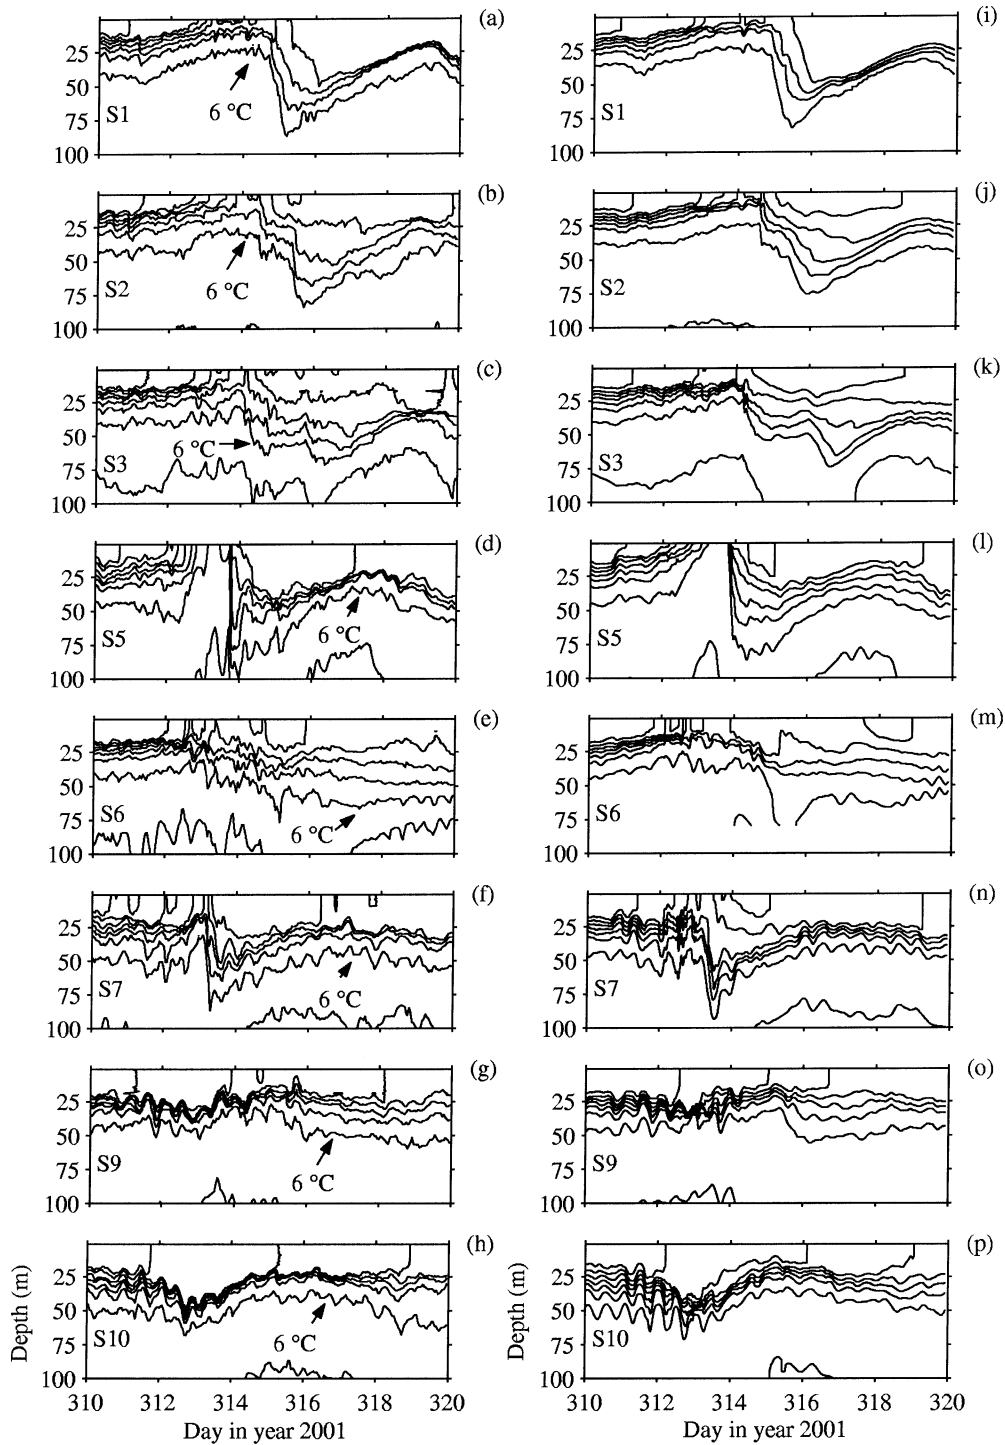 (a)
25
50
75
100
S1
6 °C
(i)
25
50
75
100
S1
(b)
25
50
75
100
S2
6 °C
(j)
25
50
75
100
S2
(c)
25
50
75
100
S3
6 °C
(k)
25
50
75
100
S3
(d)
25
50
75
100
S5
6 °C
(l)
25
50
75
100
S5
(e)
25
50
75
100
S6
6 °C
(m)
25
50
75
100
S6
(f)
25
50
75
100
S7
6 °C
(n)
25
50
75
100
S7
(g)
25
50
75
100
S9
6 °C
(o)
25
50
75
100
S9
(h)
25
50
75
100
S10
6 °C
Depth (m)
310 312 314 316 318 320
Day in year 2001
(p)
25
50
75
100
S10
Depth (m)
310 312 314 316 318 320
Day in year 2001